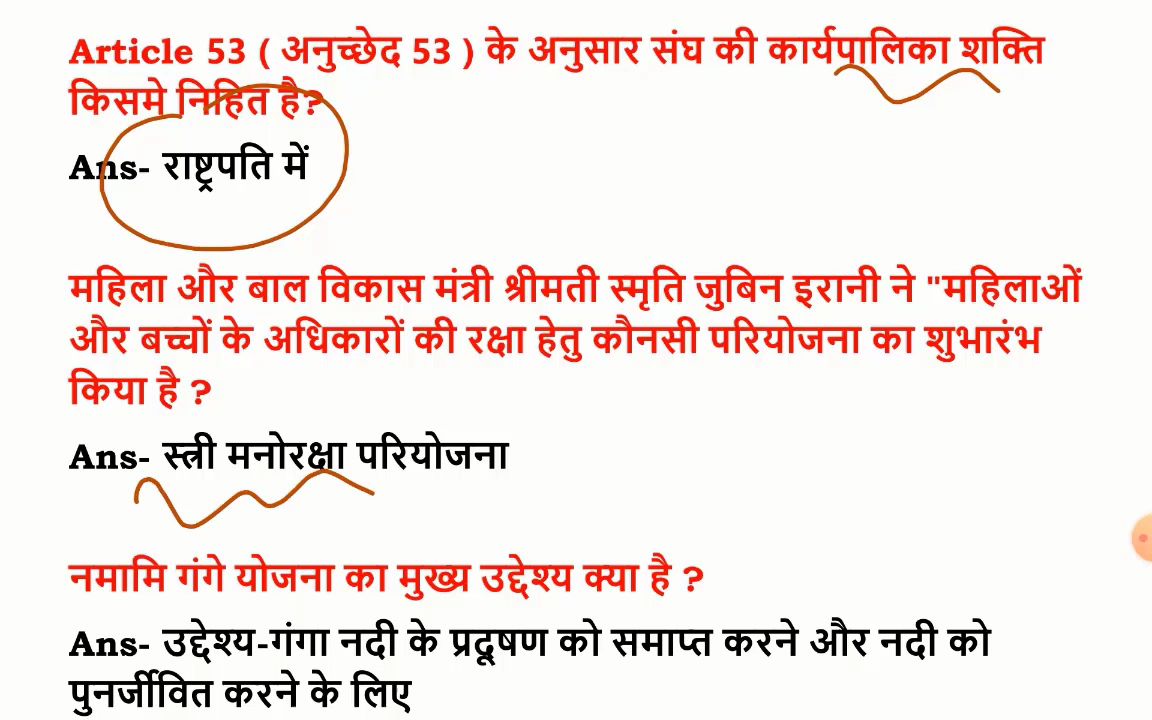 Article 53 ( अनुच्छेद 53 ) के अनुसार संघ की कार्यपालिका शक्ति
किसमे निहित है?
Ans- राष्ट्रपति में
महिला और बाल विकास मंत्री श्रीमती स्मृति जुबिन इरानी ने "महिलाओं
और बच्चों के अधिकारों की रक्षा हेतु कौनसी परियोजना का शुभारंभ
किया है ?
Ans- स्त्री मनोरक्षा परियोजना
नमामि गंगे योजना का मुख्य उद्देश्य क्या है ?
Ans- उद्देश्य-गंगा नदी के प्रदूषण को समाप्त करने और नदी को
पुनर्जीवित करने के लिए